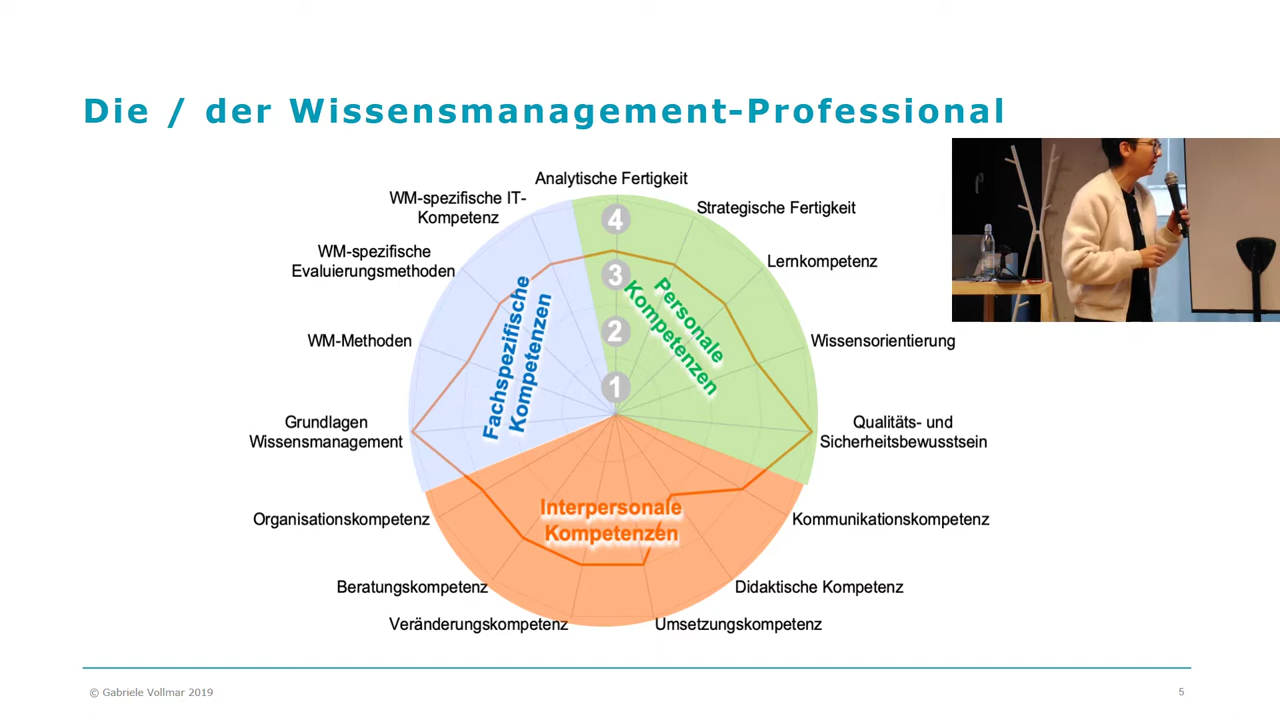 Die / der Wissensmanagement-Professional
Analytische Fertigkeit
WM-spezifische IT-
Kompetenz
Strategische Fertigkeit
WM-spezifische
Evaluierungsmethoden
Lernkompetenz
WM-Methoden
Wissensorientierung
Grundlagen
Wissensmanagement
Qualitäts- und
Sicherheitsbewusstsein
Organisationskompetenz
Kommunikationskompetenz
Beratungskompetenz
Didaktische Kompetenz
Veränderungskompetenz
Umsetzungskompetenz
4
3
2
1
Fachspezifische
Kompetenzen
Personale
Kompetenzen
Interpersonale
Kompetenzen
© Gabriele Vollmar 2019
5